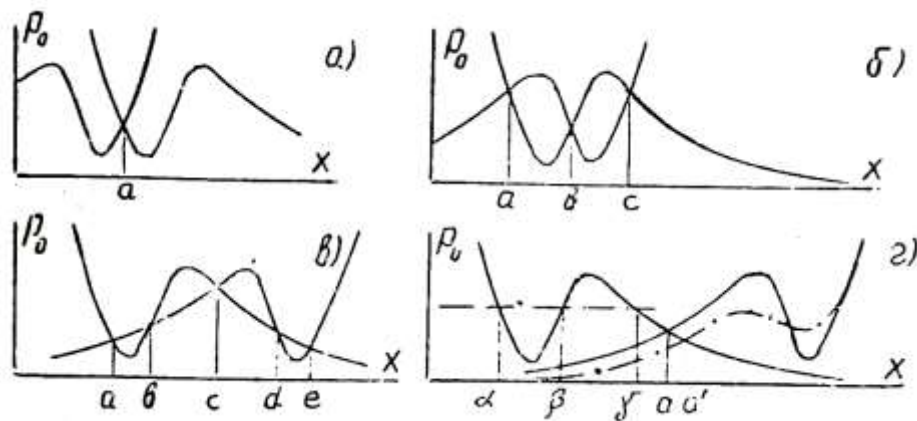 P₀ а)
x
a
P₀ б)
x
a б c
P₀ в)
x
a в c d e
P₀ г)
x
α β γ a a'